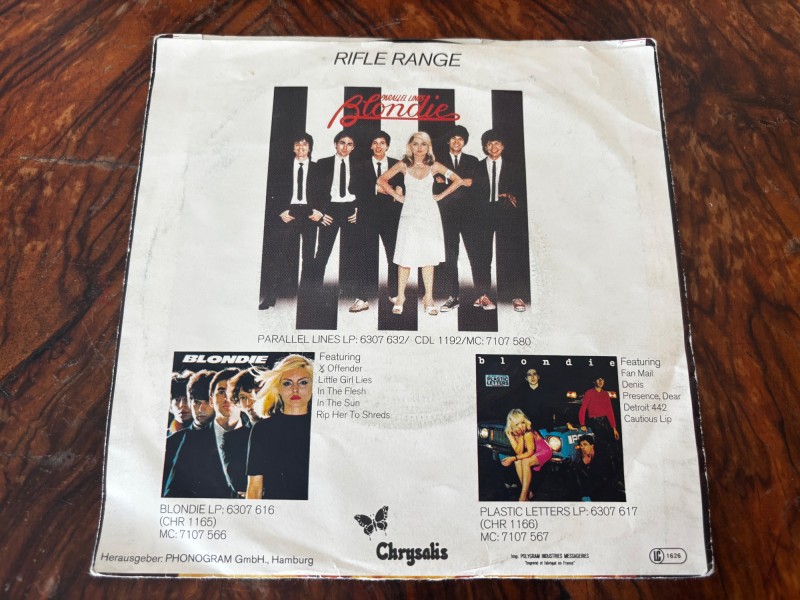 RIFLE RANGE
PARALLEL LINES
Blondie
PARALLEL LINES LP: 6307 632/ CDL 1192/MC: 7107 580
BLONDIE
Featuring
X Offender
Little Girl Lies
In The Flesh
In The Sun
Rip Her To Shreds
BLONDIE LP: 6307 616
(CHR 1165)
MC: 7107 566
blondie
PLASTIC
LETTERS
Featuring
Fan Mail
Denis
Presence, Dear
Detroit 442
Cautious Lip
PLASTIC LETTERS LP: 6307 617
(CHR 1166)
MC: 7107 567
Chrysalis
Herausgeber: PHONOGRAM GmbH., Hamburg
Imp. POLYGRAM INDUSTRIES MESSAGERIES
"Imprimé et fabriqué en France"
LC 1626